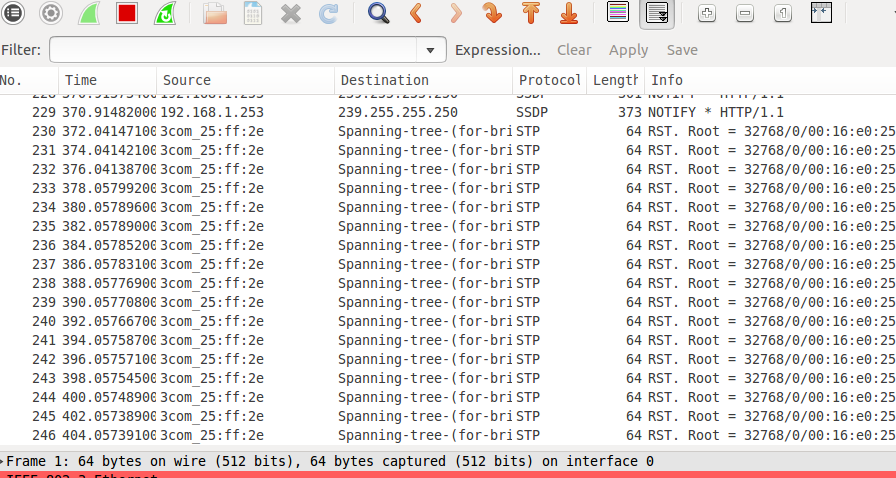 Filter: Expression... Clear Apply Save
No. Time Source Destination Protocol Length Info
229 370.91482000 192.168.1.253 239.255.255.250 SSDP 373 NOTIFY * HTTP/1.1
230 372.04147100 3com_25:ff:2e Spanning-tree-(for-bri STP 64 RST. Root = 32768/0/00:16:e0:25
231 374.04142100 3com_25:ff:2e Spanning-tree-(for-bri STP 64 RST. Root = 32768/0/00:16:e0:25
232 376.04138700 3com_25:ff:2e Spanning-tree-(for-bri STP 64 RST. Root = 32768/0/00:16:e0:25
233 378.05799200 3com_25:ff:2e Spanning-tree-(for-bri STP 64 RST. Root = 32768/0/00:16:e0:25
234 380.05789600 3com_25:ff:2e Spanning-tree-(for-bri STP 64 RST. Root = 32768/0/00:16:e0:25
235 382.05789000 3com_25:ff:2e Spanning-tree-(for-bri STP 64 RST. Root = 32768/0/00:16:e0:25
236 384.05785200 3com_25:ff:2e Spanning-tree-(for-bri STP 64 RST. Root = 32768/0/00:16:e0:25
237 386.05783100 3com_25:ff:2e Spanning-tree-(for-bri STP 64 RST. Root = 32768/0/00:16:e0:25
238 388.05776900 3com_25:ff:2e Spanning-tree-(for-bri STP 64 RST. Root = 32768/0/00:16:e0:25
239 390.05770800 3com_25:ff:2e Spanning-tree-(for-bri STP 64 RST. Root = 32768/0/00:16:e0:25
240 392.05766700 3com_25:ff:2e Spanning-tree-(for-bri STP 64 RST. Root = 32768/0/00:16:e0:25
241 394.05758700 3com_25:ff:2e Spanning-tree-(for-bri STP 64 RST. Root = 32768/0/00:16:e0:25
242 396.05757100 3com_25:ff:2e Spanning-tree-(for-bri STP 64 RST. Root = 32768/0/00:16:e0:25
243 398.05754500 3com_25:ff:2e Spanning-tree-(for-bri STP 64 RST. Root = 32768/0/00:16:e0:25
244 400.05748900 3com_25:ff:2e Spanning-tree-(for-bri STP 64 RST. Root = 32768/0/00:16:e0:25
245 402.05738900 3com_25:ff:2e Spanning-tree-(for-bri STP 64 RST. Root = 32768/0/00:16:e0:25
246 404.05739100 3com_25:ff:2e Spanning-tree-(for-bri STP 64 RST. Root = 32768/0/00:16:e0:25
Frame 1: 64 bytes on wire (512 bits), 64 bytes captured (512 bits) on interface 0